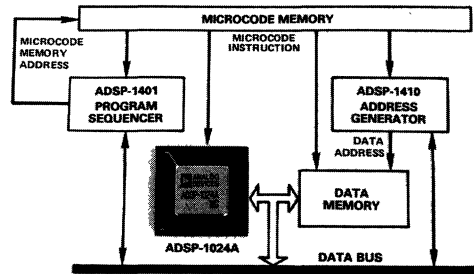 MICROCODE MEMORY
MICROCODE
MEMORY
ADDRESS
MICROCODE
INSTRUCTION
ADSP-1401
PROGRAM
SEQUENCER
ADSP-1410
ADDRESS
GENERATOR
DATA
ADDRESS
DATA
MEMORY
ADSP-1024A
DATA BUS